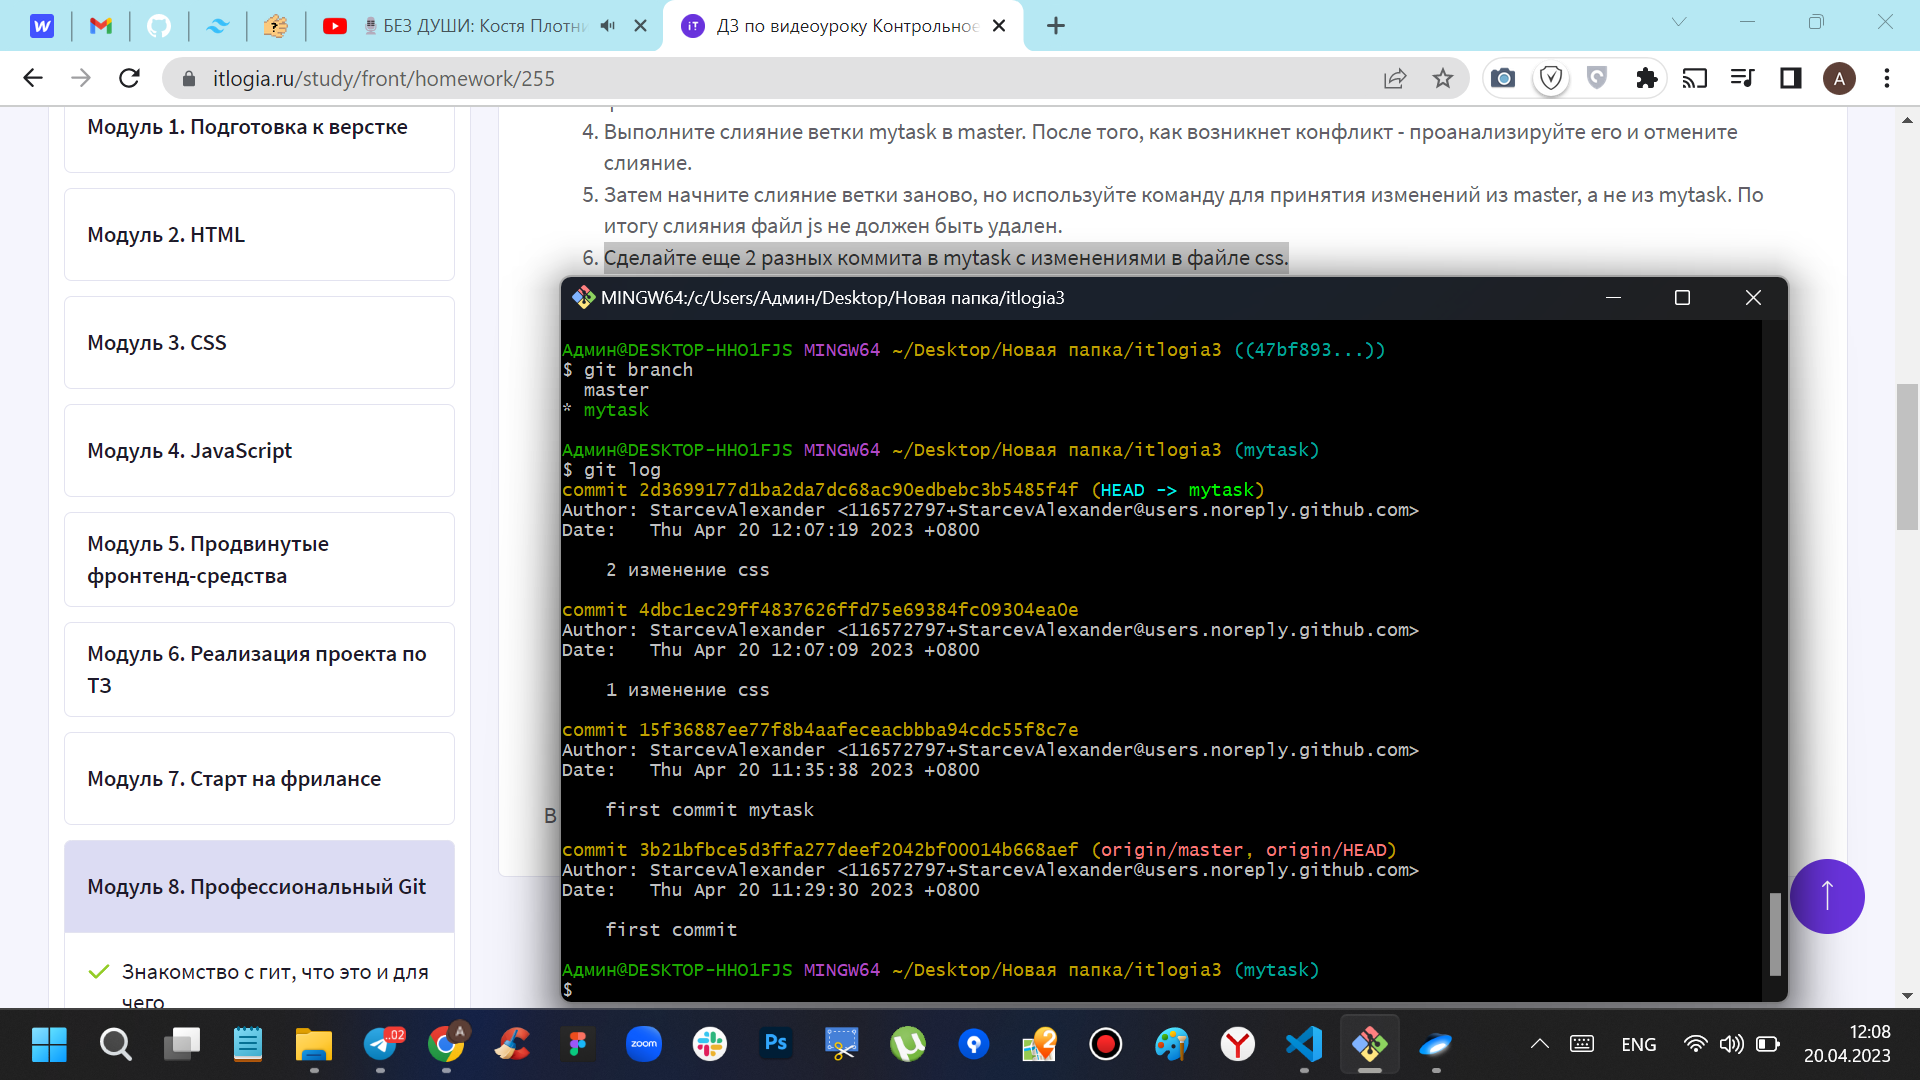 БЕЗ ДУШИ: Костя Плотни
ДЗ по видеоуроку Контрольное
itlogia.ru/study/front/homework/255
A
Модуль 1. Подготовка к верстке
Модуль 2. HTML
Модуль 3. CSS
Модуль 4. JavaScript
Модуль 5. Продвинутые
фронтенд-средства
Модуль 6. Реализация проекта по
ТЗ
Модуль 7. Старт на фрилансе
Модуль 8. Профессиональный Git
Знакомство с гит, что это и для
чего
4. Выполните слияние ветки mytask в master. После того, как возникнет конфликт - проанализируйте его и отмените
слияние.
5. Затем начните слияние ветки заново, но используйте команду для принятия изменений из master, а не из mytask. По
итогу слияния файл js не должен быть удален.
6. Сделайте еще 2 разных коммита в mytask с изменениями в файле css.
В
MINGW64:/c/Users/Админ/Desktop/Новая папка/itlogia3
Админ@DESKTOP-HHO1FJS MINGW64 ~/Desktop/Новая папка/itlogia3 ((47bf893...))
$ git branch
master
* mytask
Админ@DESKTOP-HHO1FJS MINGW64 ~/Desktop/Новая папка/itlogia3 (mytask)
$ git log
commit 2d3699177d1ba2da7dc68ac90edbebc3b5485f4f (HEAD -> mytask)
Author: StarcevAlexander <116572797+StarcevAlexander@users.noreply.github.com>
Date:   Thu Apr 20 12:07:19 2023 +0800
2 изменение css
commit 4dbc1ec29ff4837626ffd75e69384fc09304ea0e
Author: StarcevAlexander <116572797+StarcevAlexander@users.noreply.github.com>
Date:   Thu Apr 20 12:07:09 2023 +0800
1 изменение css
commit 15f36887ee77f8b4aafeceacbbba94cdc55f8c7e
Author: StarcevAlexander <116572797+StarcevAlexander@users.noreply.github.com>
Date:   Thu Apr 20 11:35:38 2023 +0800
first commit mytask
commit 3b21bfbce5d3ffa277deef2042bf00014b668aef (origin/master, origin/HEAD)
Author: StarcevAlexander <116572797+StarcevAlexander@users.noreply.github.com>
Date:   Thu Apr 20 11:29:30 2023 +0800
first commit
Админ@DESKTOP-HHO1FJS MINGW64 ~/Desktop/Новая папка/itlogia3 (mytask)
$
..02
A
zoom
Ps
2
ENG
12:08
20.04.2023